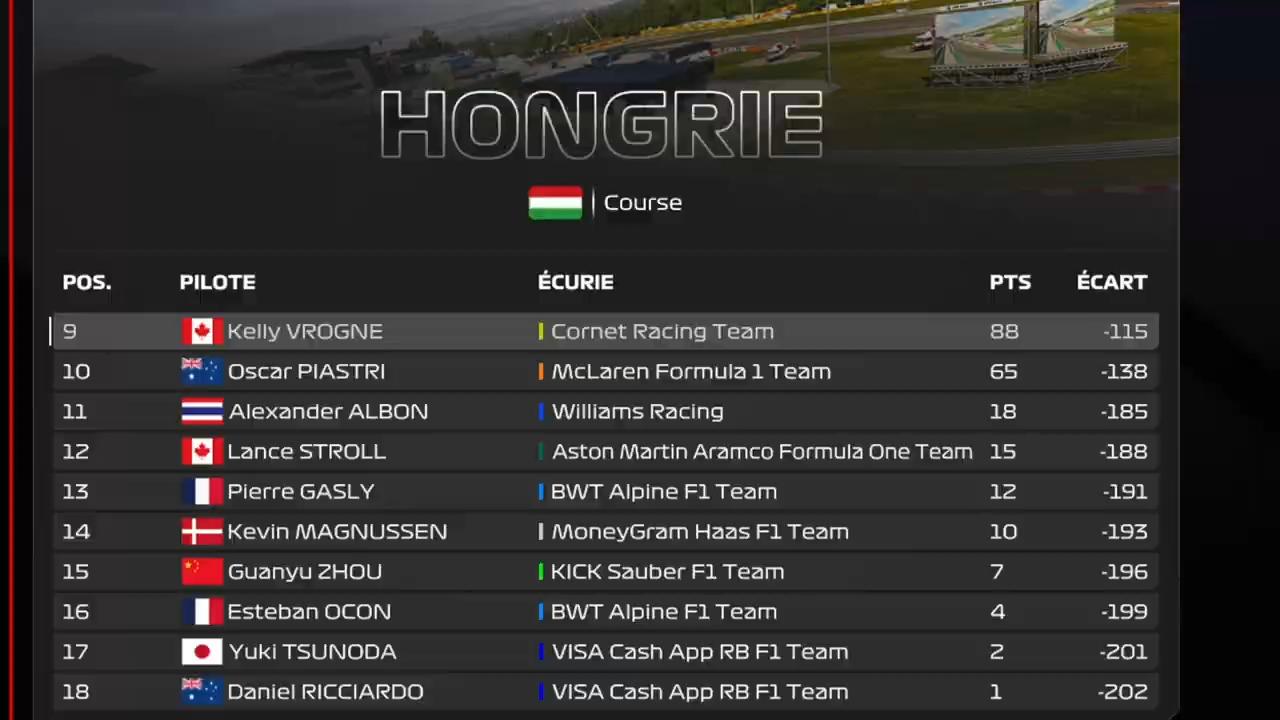 HONGRIE
Course
POS. PILOTE ÉCURIE PTS ÉCART
9 Kelly VROGNE Cornet Racing Team 88 -115
10 Oscar PIASTRI McLaren Formula 1 Team 65 -138
11 Alexander ALBON Williams Racing 18 -185
12 Lance STROLL Aston Martin Aramco Formula One Team 15 -188
13 Pierre GASLY BWT Alpine F1 Team 12 -191
14 Kevin MAGNUSSEN MoneyGram Haas F1 Team 10 -193
15 Guanyu ZHOU KICK Sauber F1 Team 7 -196
16 Esteban OCON BWT Alpine F1 Team 4 -199
17 Yuki TSUNODA VISA Cash App RB F1 Team 2 -201
18 Daniel RICCIARDO VISA Cash App RB F1 Team 1 -202